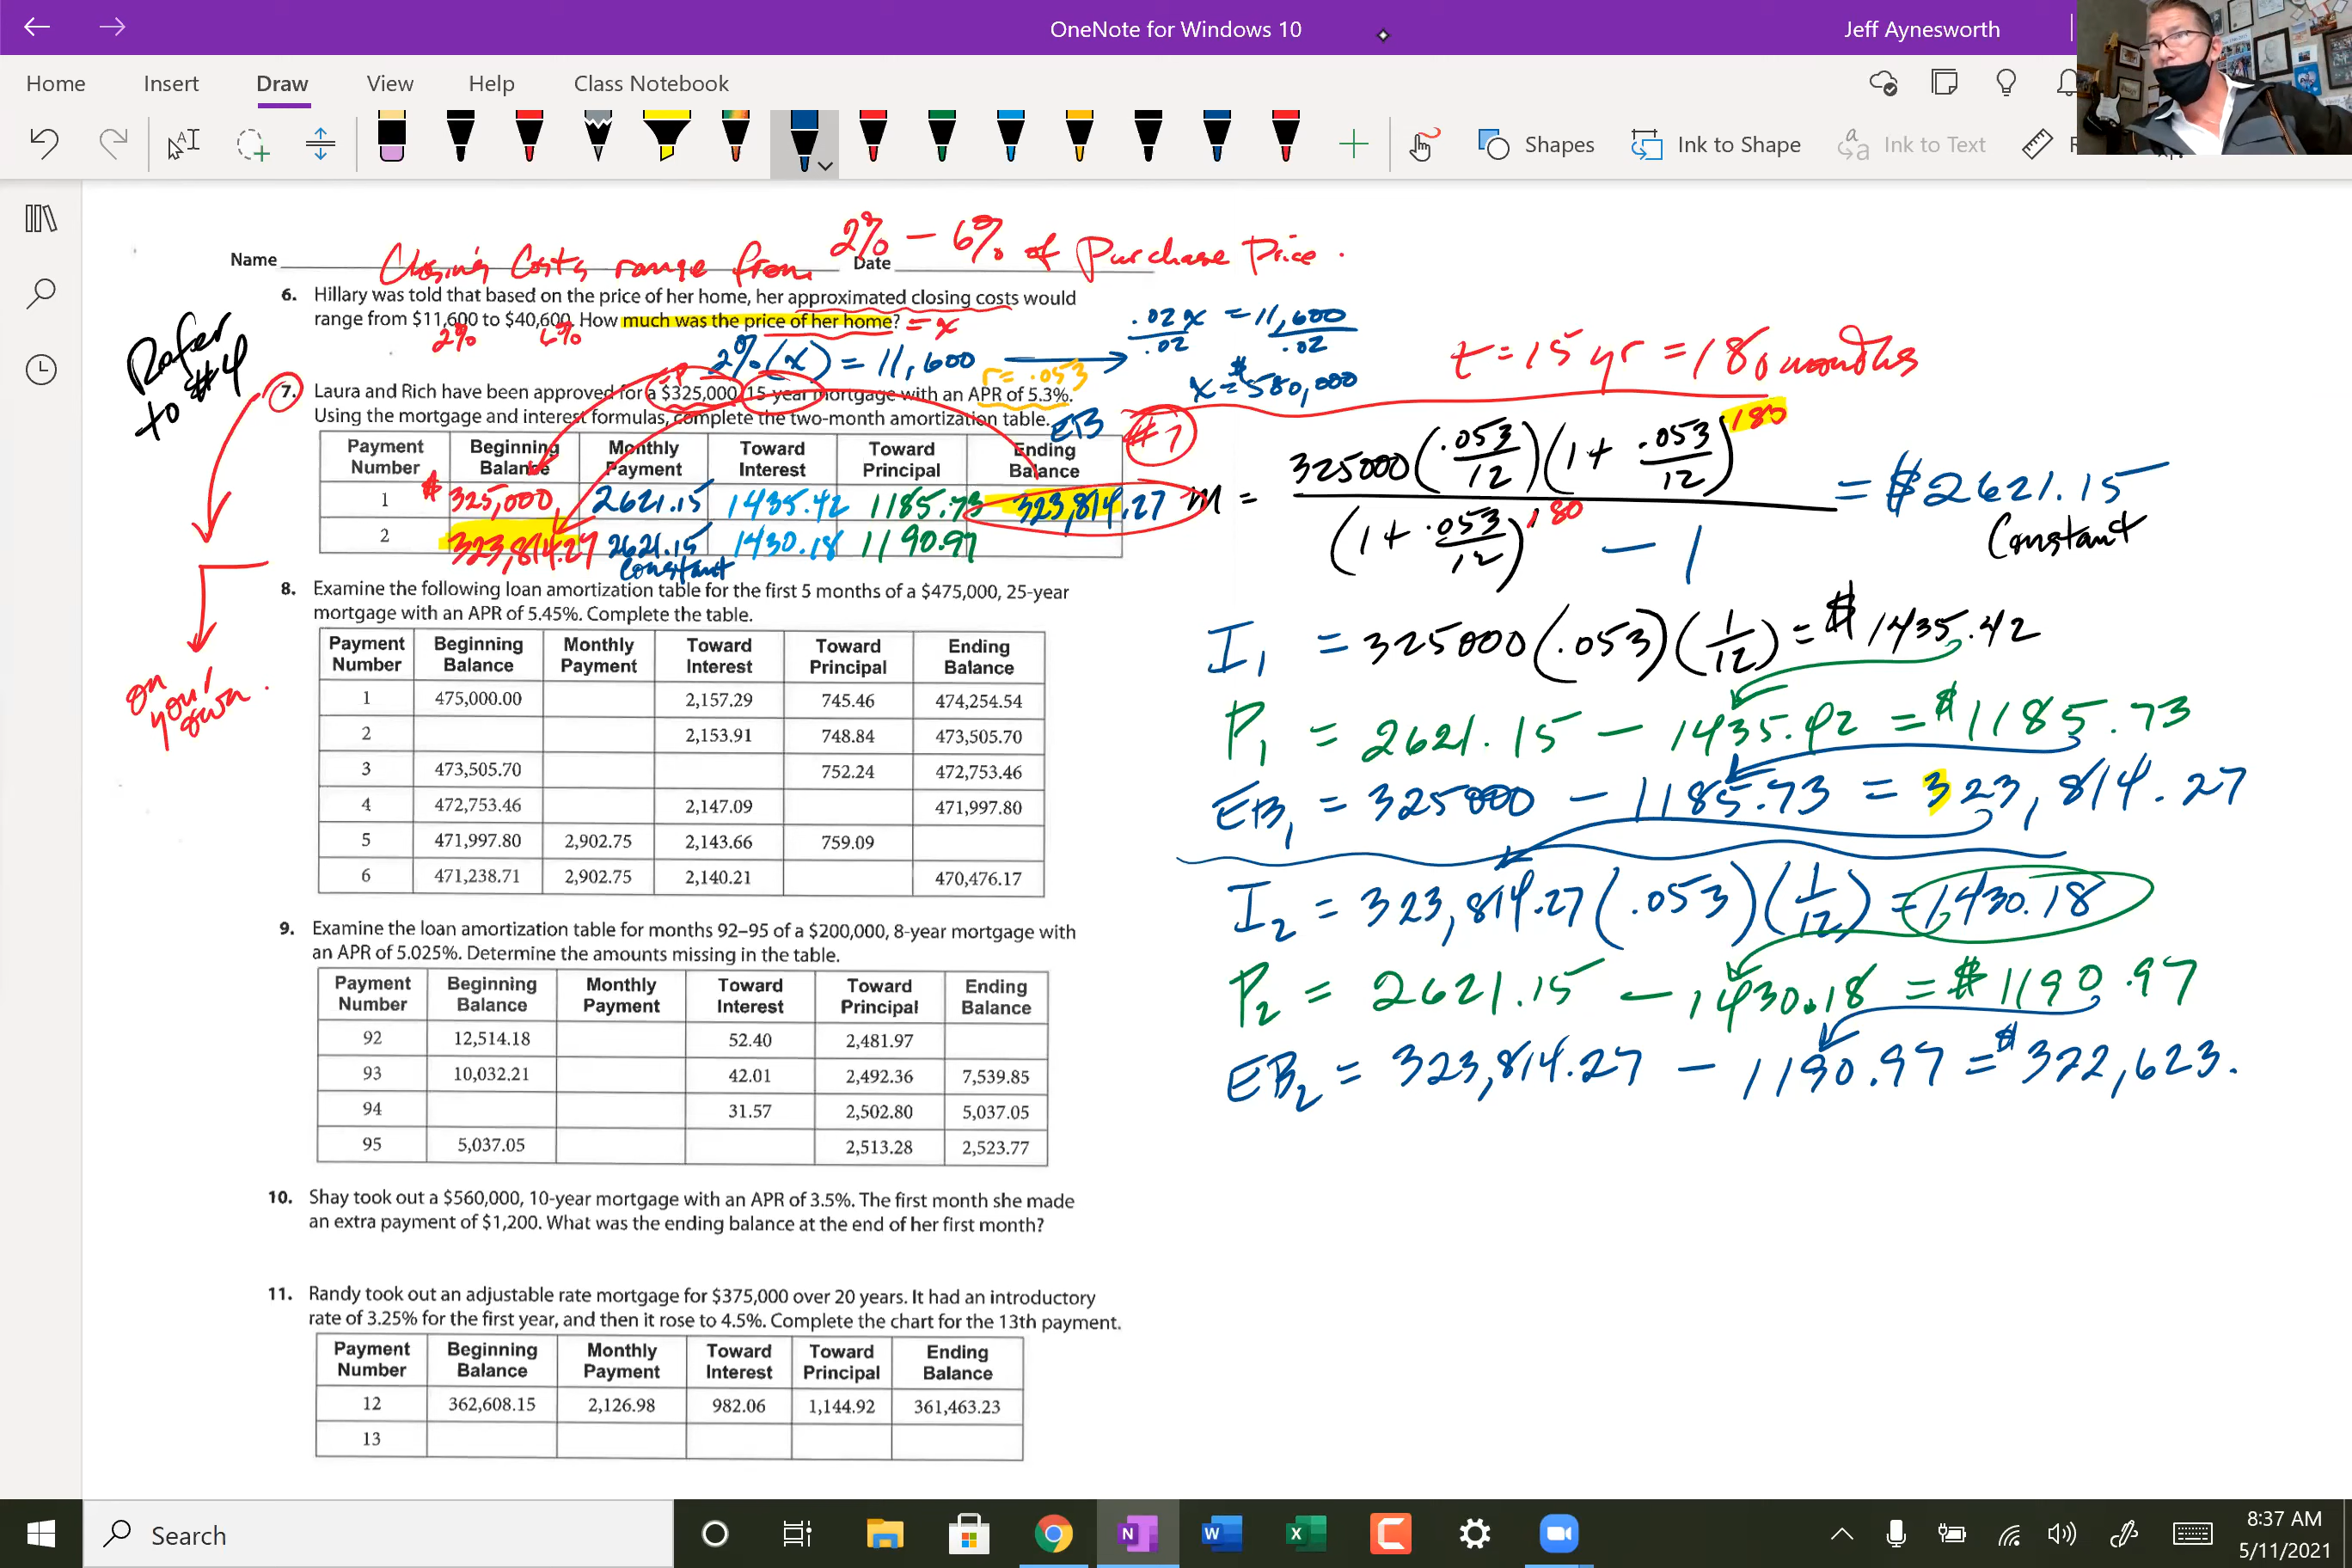 OneNote for Windows 10
Jeff Aynesworth
Home Insert Draw View Help Class Notebook
Shapes Ink to Shape Ink to Text
Closing Costs range from 2% - 6% of Purchase Price.
Name Date
6. Hillary was told that based on the price of her home, her approximated closing costs would
range from $11,600 to $40,600. How much was the price of her home? = x
2% 6%
2%(x) = 11,600
.02x = 11,600
.02 .02
x = $580,000
Refer to #4
t = 15 yr = 180 months
r = .053
7. Laura and Rich have been approved for a $325,000, 15-year mortgage with an APR of 5.3%.
Using the mortgage and interest formulas, complete the two-month amortization table.
EB
#7
Payment Number Beginning Balance Monthly Payment Toward Interest Toward Principal Ending Balance
1 $325,000 2621.15 1435.42 1185.73 323,814.27
2 323,814.27 2621.15 1430.18 1190.97
Constant
M = 325000(.053/12)(1 + .053/12)^180 / (1 + .053/12)^180 - 1 = $2621.15
Constant
I1 = 325000(.053)(1/12) = $1435.42
P1 = 2621.15 - 1435.42 = $1185.73
EB1 = 325000 - 1185.73 = 323,814.27
I2 = 323,814.27(.053)(1/12) = 1,430.18
P2 = 2621.15 - 1430.18 = $1190.97
EB2 = 323,814.27 - 1190.97 = $322,623.
on your own.
8. Examine the following loan amortization table for the first 5 months of a $475,000, 25-year
mortgage with an APR of 5.45%. Complete the table.
Payment Number Beginning Balance Monthly Payment Toward Interest Toward Principal Ending Balance
1 475,000.00 2,157.29 745.46 474,254.54
2 2,153.91 748.84 473,505.70
3 473,505.70 752.24 472,753.46
4 472,753.46 2,147.09 471,997.80
5 471,997.80 2,902.75 2,143.66 759.09
6 471,238.71 2,902.75 2,140.21 470,476.17
9. Examine the loan amortization table for months 92–95 of a $200,000, 8-year mortgage with
an APR of 5.025%. Determine the amounts missing in the table.
Payment Number Beginning Balance Monthly Payment Toward Interest Toward Principal Ending Balance
92 12,514.18 52.40 2,481.97
93 10,032.21 42.01 2,492.36 7,539.85
94 31.57 2,502.80 5,037.05
95 5,037.05 2,513.28 2,523.77
10. Shay took out a $560,000, 10-year mortgage with an APR of 3.5%. The first month she made
an extra payment of $1,200. What was the ending balance at the end of her first month?
11. Randy took out an adjustable rate mortgage for $375,000 over 20 years. It had an introductory
rate of 3.25% for the first year, and then it rose to 4.5%. Complete the chart for the 13th payment.
Payment Number Beginning Balance Monthly Payment Toward Interest Toward Principal Ending Balance
12 362,608.15 2,126.98 982.06 1,144.92 361,463.23
13
Search
8:37 AM
5/11/2021